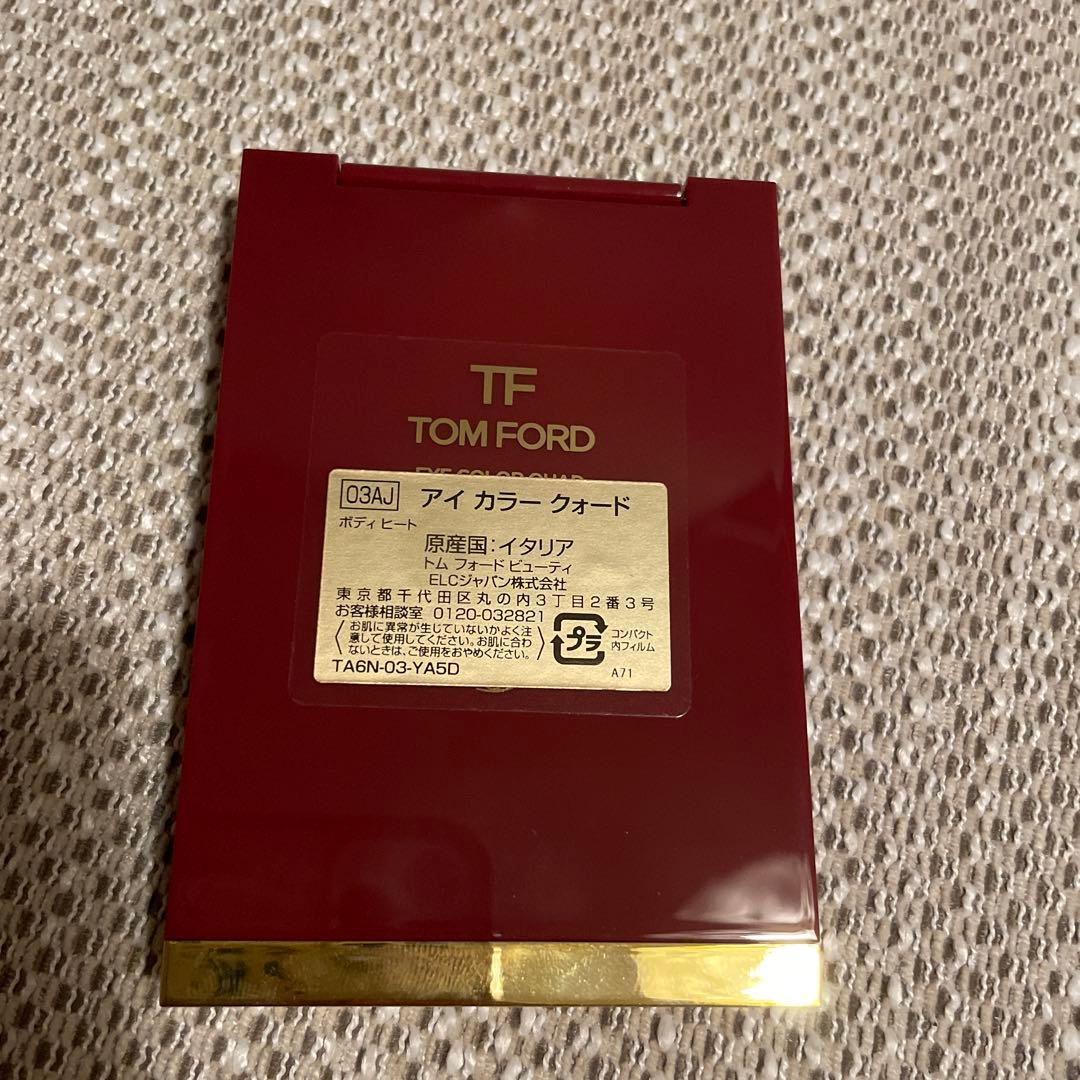 TF
TOM FORD
EYE COLOR QUAD
03AJ アイ カラー クォード
ボディ ヒート
原産国:イタリア
トム フォード ビューティ
ELCジャパン株式会社
東京都千代田区丸の内3丁目2番3号
お客様相談室 0120-032821
お肌に異常が生じていないかよく注
意して使用してください。お肌に合わ
ないときは、ご使用をおやめください。
プラ
コンパクト
内フィルム
TA6N-03-YA5D
A71